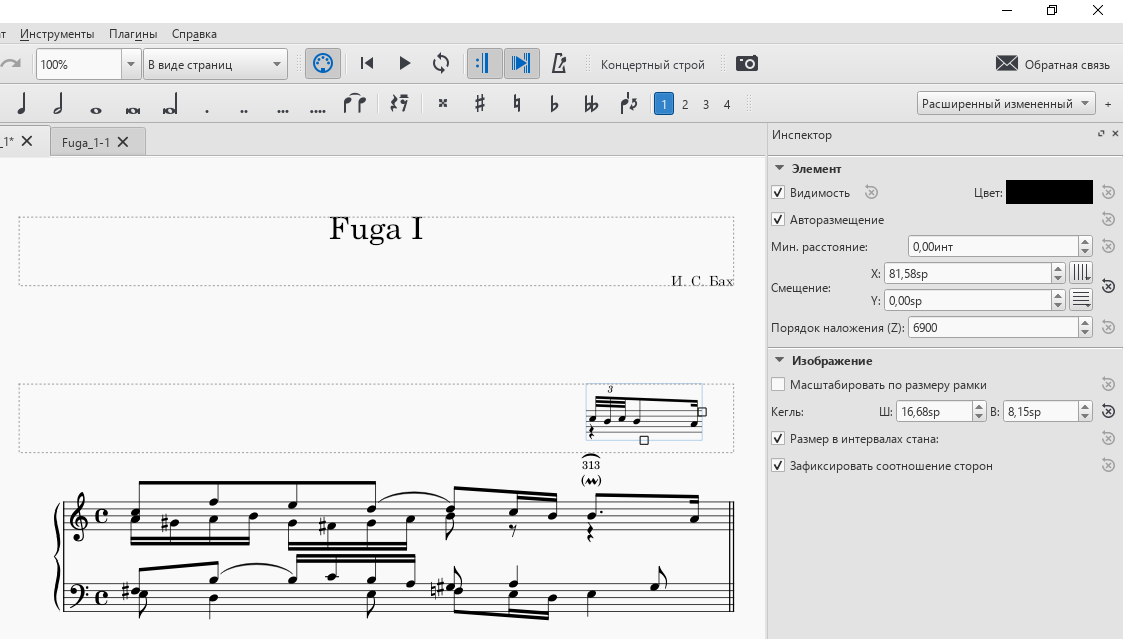 Инструменты Плагины Справка
100% В виде страниц Концертный строй Обратная связь
1 2 3 4 Расширенный измененный +
_1* Fuga_1-1 Инспектор
Элемент
Видимость Цвет:
Авторазмещение
Мин. расстояние: 0,00инт
X: 81,58sp
Смещение:
Y: 0,00sp
Порядок наложения (Z): 6900
Изображение
Масштабировать по размеру рамки
Кегль: Ш: 16,68sp В: 8,15sp
Размер в интервалах стана:
Зафиксировать соотношение сторон
Fuga I
И. С. Бах
3
313